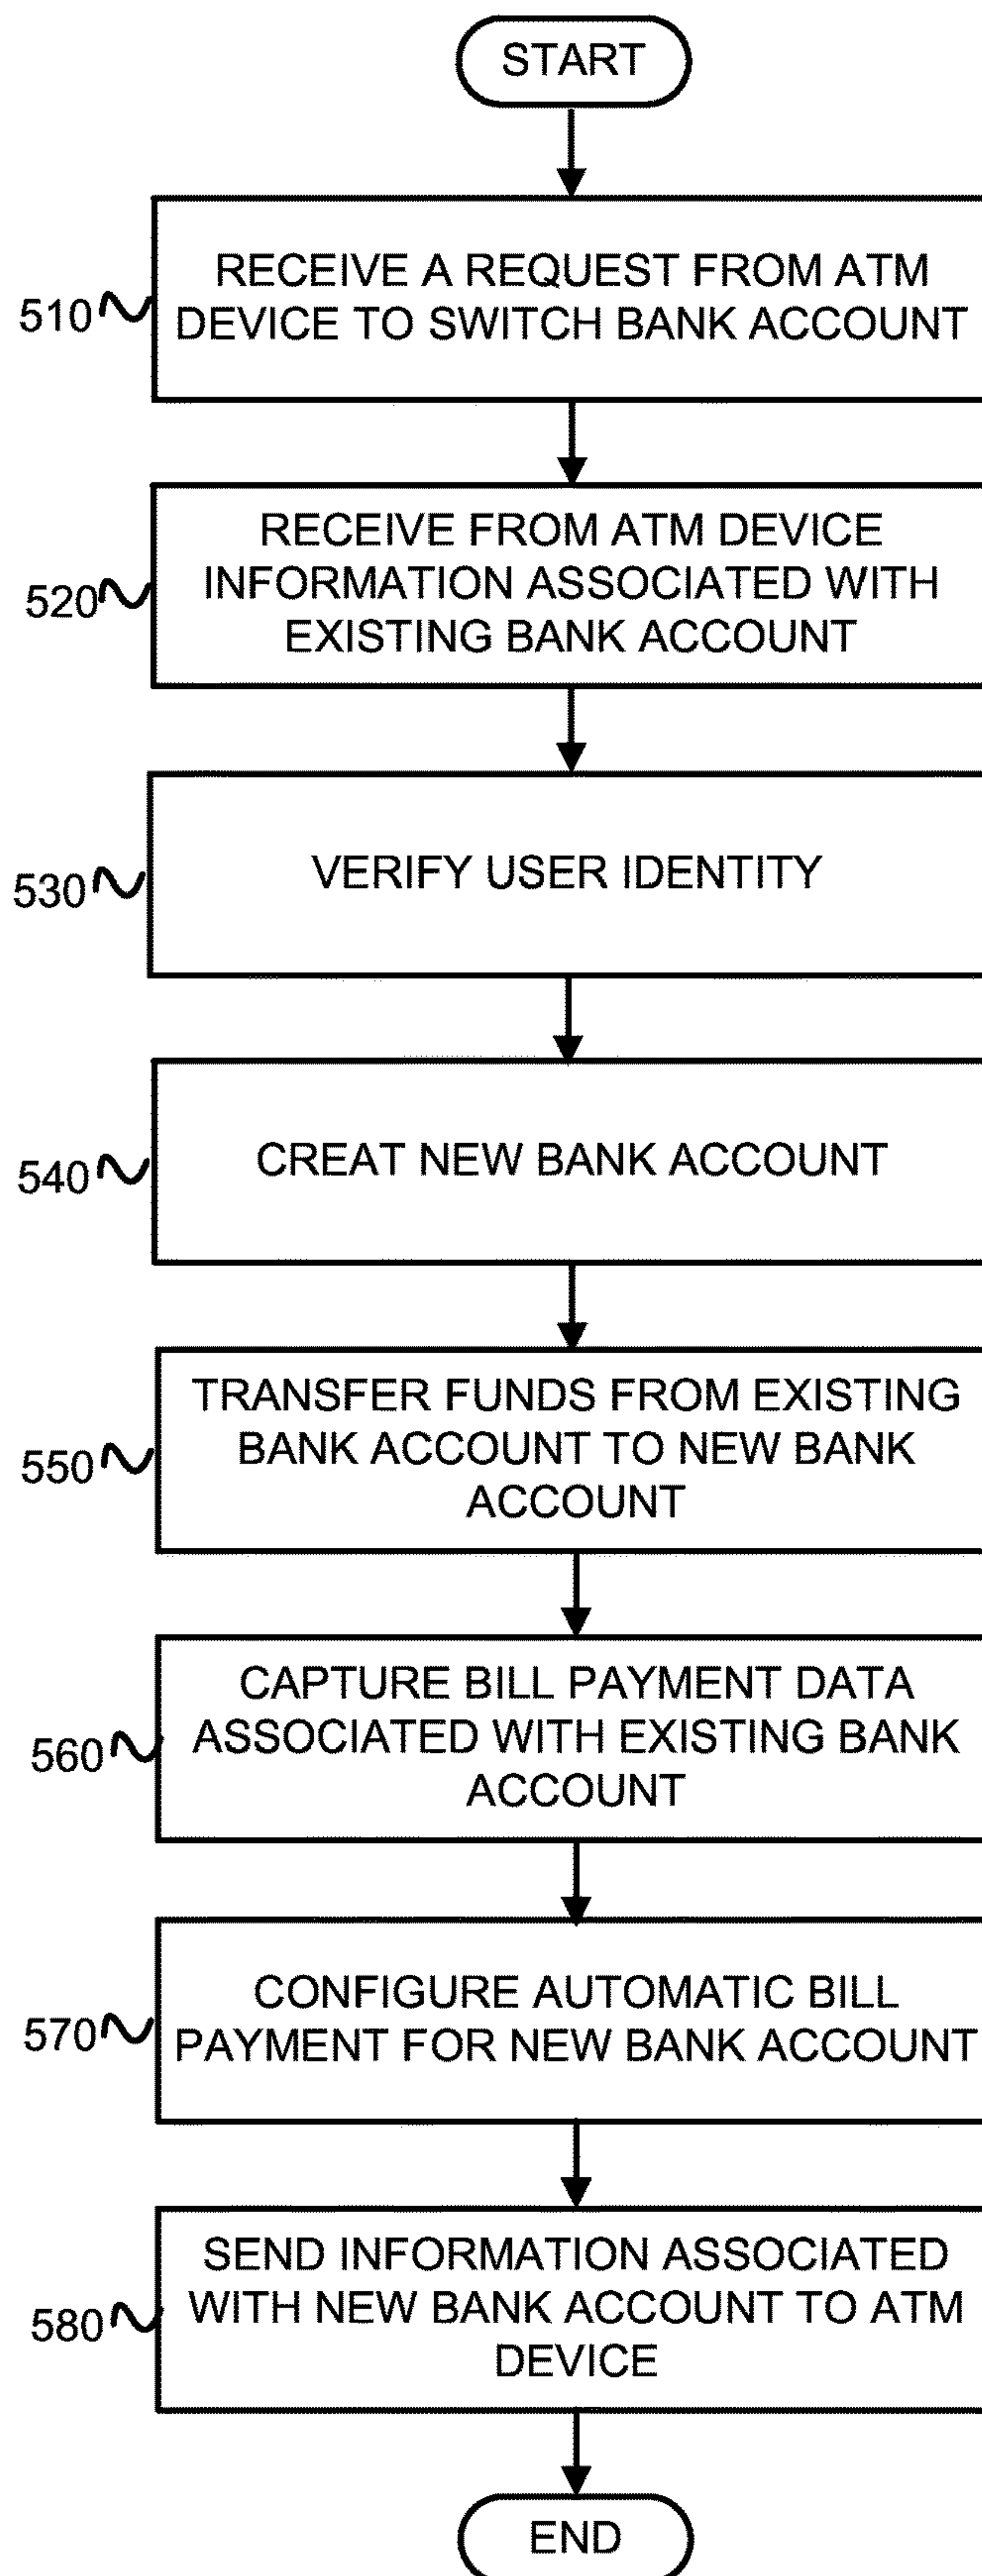 START
RECEIVE A REQUEST FROM ATM
DEVICE TO SWITCH BANK ACCOUNT
510
RECEIVE FROM ATM DEVICE
INFORMATION ASSOCIATED WITH
EXISTING BANK ACCOUNT
520
VERIFY USER IDENTITY
530
CREAT NEW BANK ACCOUNT
540
TRANSFER FUNDS FROM EXISTING
BANK ACCOUNT TO NEW BANK
ACCOUNT
550
CAPTURE BILL PAYMENT DATA
ASSOCIATED WITH EXISTING BANK
ACCOUNT
560
CONFIGURE AUTOMATIC BILL
PAYMENT FOR NEW BANK ACCOUNT
570
SEND INFORMATION ASSOCIATED
WITH NEW BANK ACCOUNT TO ATM
DEVICE
580
END